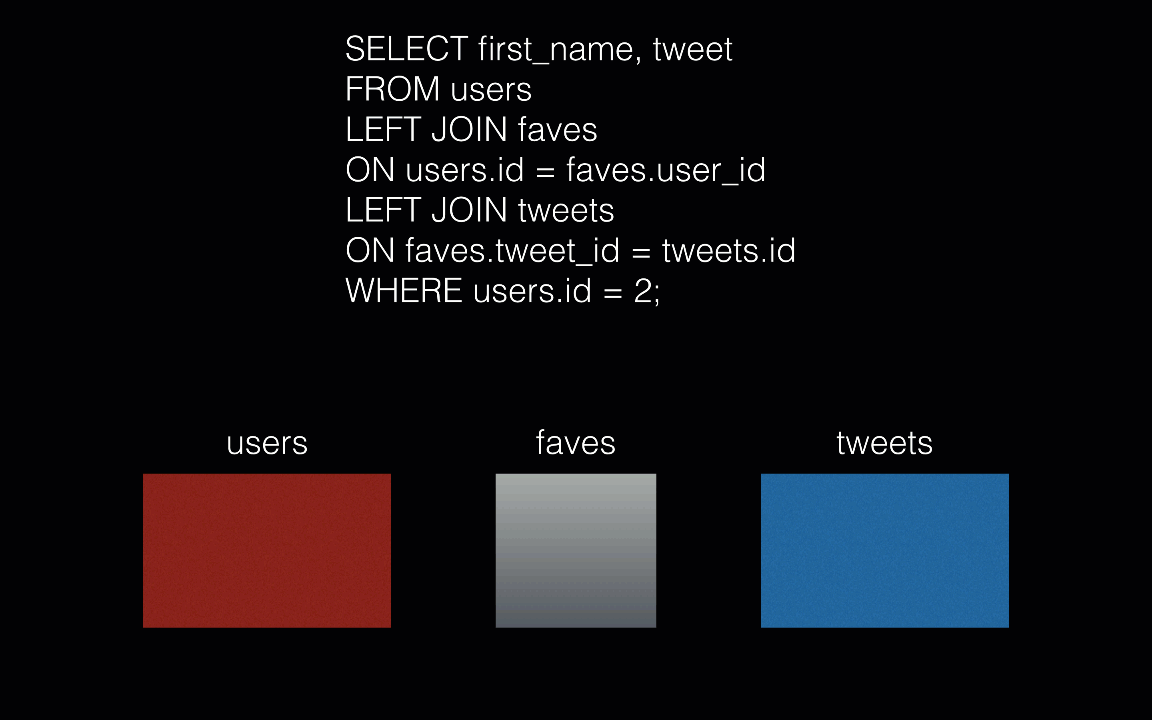 SELECT first_name, tweet
FROM users
LEFT JOIN faves
ON users.id = faves.user_id
LEFT JOIN tweets
ON faves.tweet_id = tweets.id
WHERE users.id = 2;
users
faves
tweets